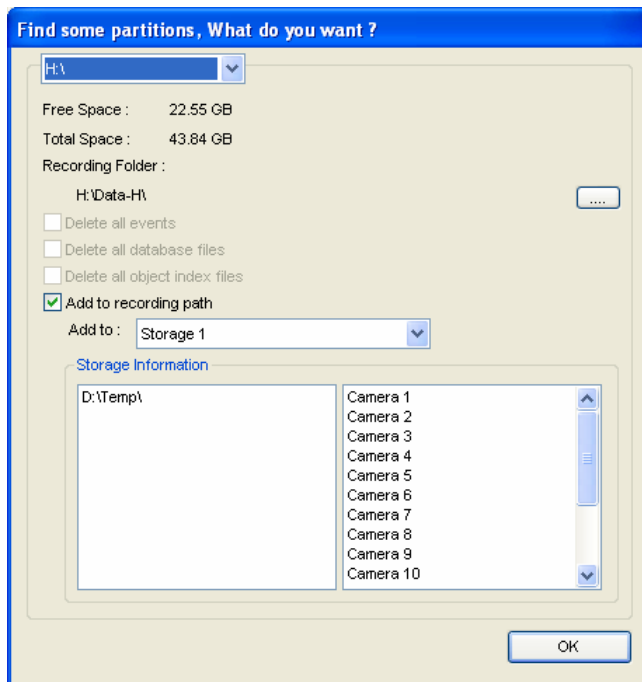 Find some partitions, What do you want ?
H:\
Free Space : 22.55 GB
Total Space : 43.84 GB
Recording Folder :
H:\Data-H\
....
Delete all events
Delete all database files
Delete all object index files
Add to recording path
Add to : Storage 1
Storage Information
D:\Temp\
Camera 1
Camera 2
Camera 3
Camera 4
Camera 5
Camera 6
Camera 7
Camera 8
Camera 9
Camera 10
OK